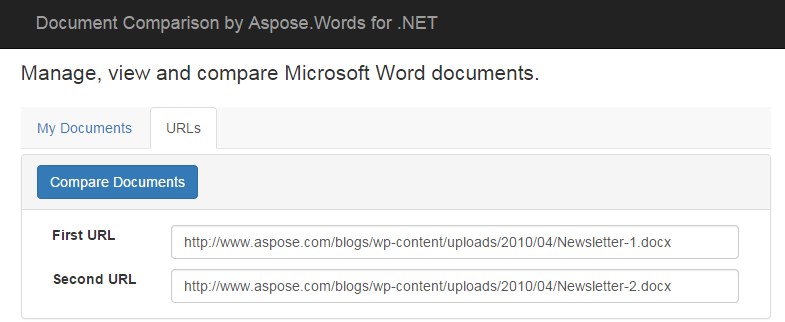 Document Comparison by Aspose.Words for .NET
Manage, view and compare Microsoft Word documents.
My Documents URLs
Compare Documents
First URL http://www.aspose.com/blogs/wp-content/uploads/2010/04/Newsletter-1.docx
Second URL http://www.aspose.com/blogs/wp-content/uploads/2010/04/Newsletter-2.docx